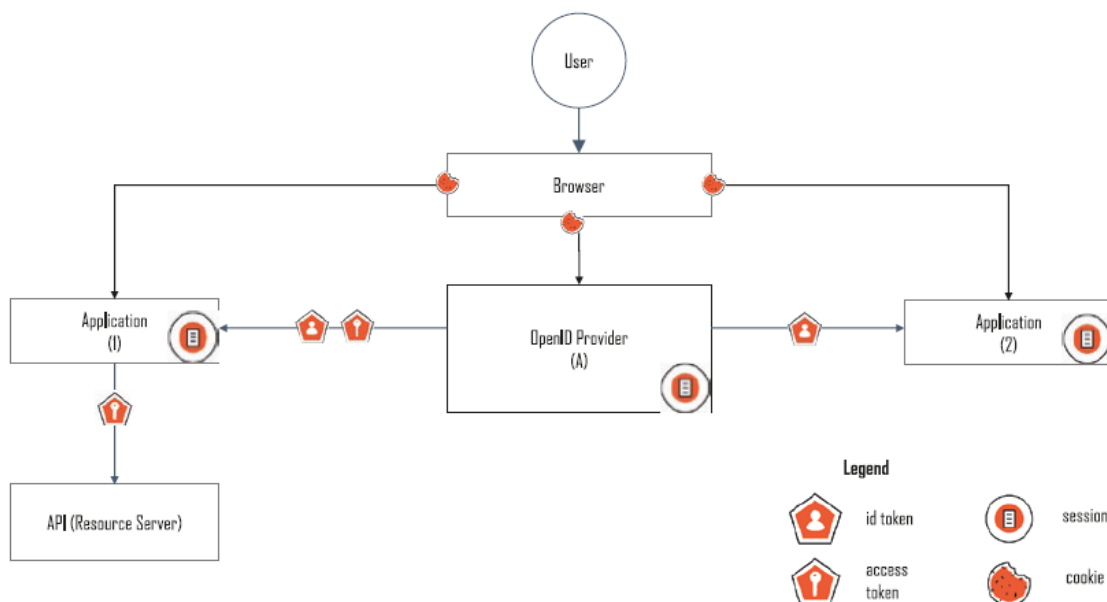 User
Browser
Application
(1)
OpenID Provider
(A)
Application
(2)
API (Resource Server)
Legend
id token
session
access
token
cookie